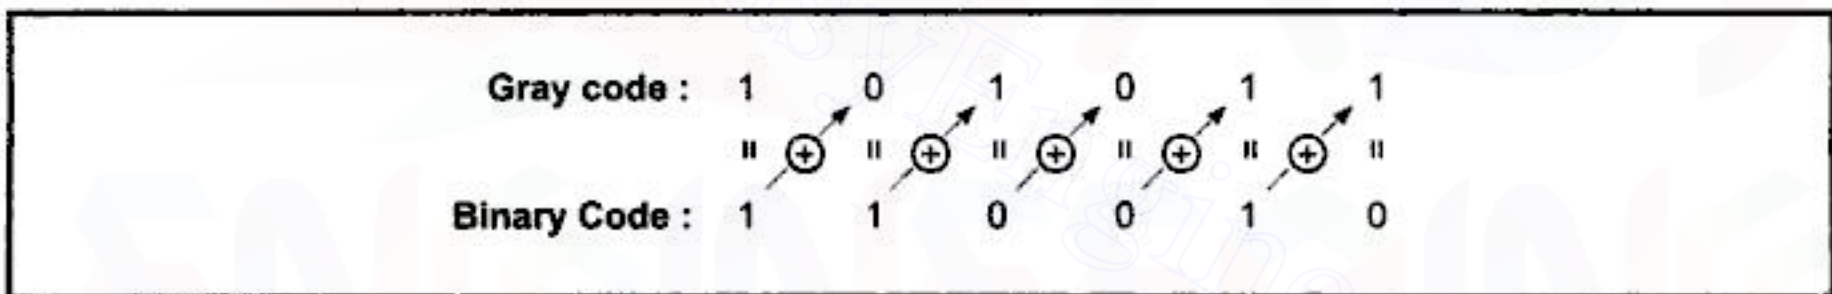 Gray code : 1 0 1 0 1 1
= ⊕ = ⊕ = ⊕ = ⊕ = ⊕ =
Binary Code : 1 1 0 0 1 0